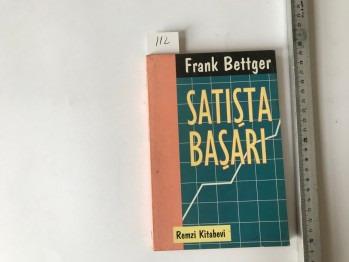 112
Frank Bettger
SATIŞTA
BAŞARI
Remzi Kitabevi